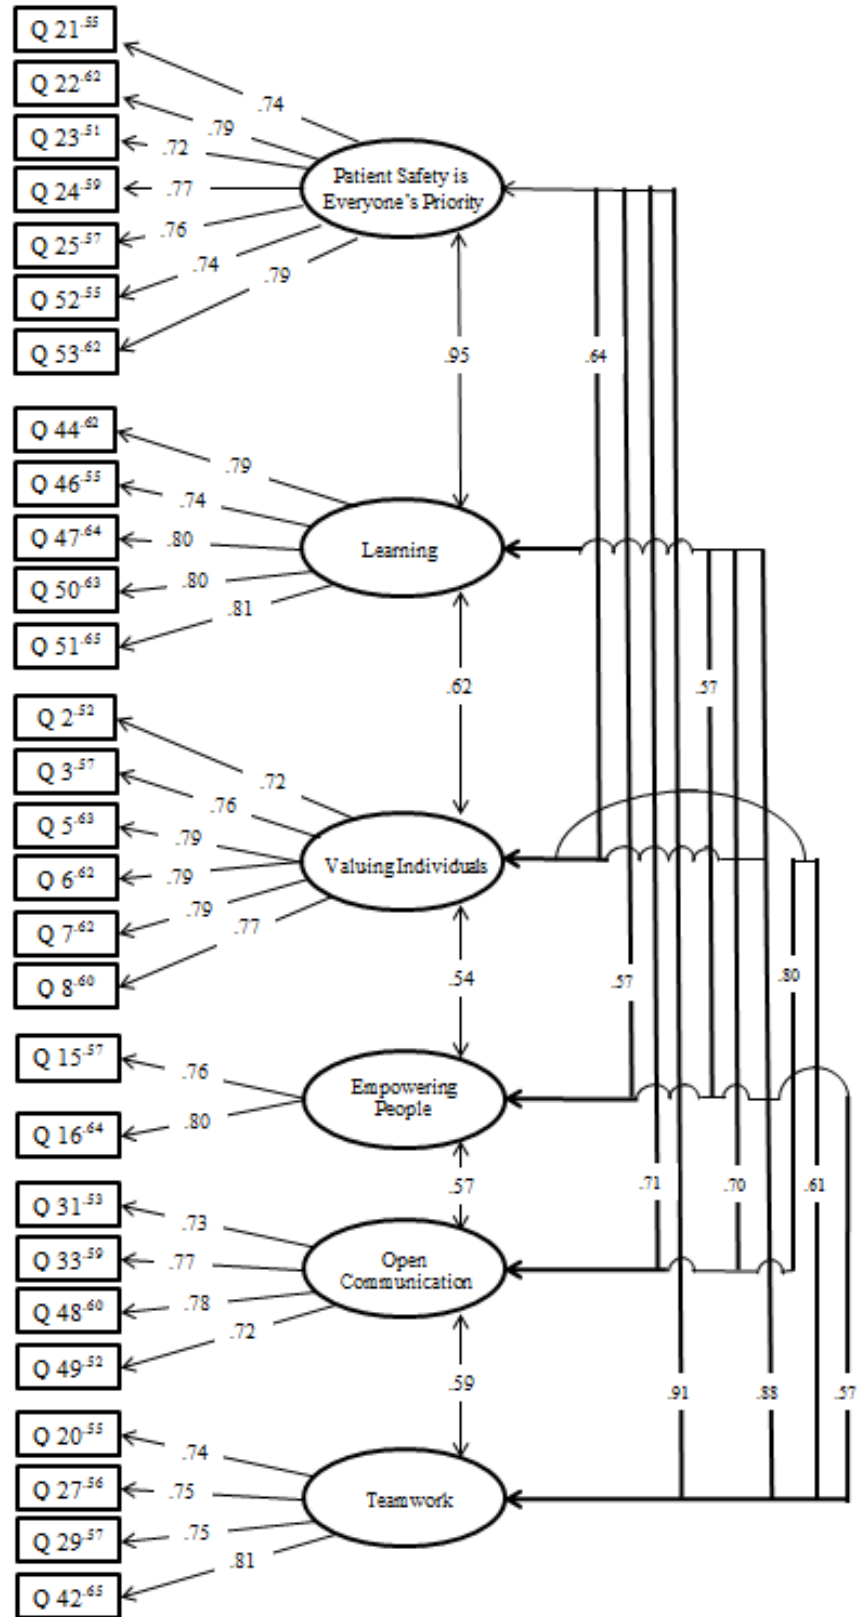 Q 21.55
.74
Q 22.62
.79
Q 23.51
.72
Q 24.59
.77
Q 25.57
.76
Q 52.55
.74
Q 53.62
.79
Patient Safety is
Everyone's Priority
.95
.64
Q 44.62
.79
Q 46.55
.74
Q 47.64
.80
Q 50.63
.80
Q 51.65
.81
Learning
.62
.57
Q 2.52
.72
Q 3.57
.76
Q 5.63
.79
Q 6.62
.79
Q 7.62
.79
Q 8.60
.77
Valuing Individuals
.54
.57
.80
Q 15.57
.76
Q 16.64
.80
Empowering
People
.57
.71
.70
.61
Q 31.53
.73
Q 33.59
.77
Q 48.60
.78
Q 49.52
.72
Open
Communication
.59
.91
.88
.57
Q 20.55
.74
Q 27.56
.75
Q 29.57
.75
Q 42.65
.81
Teamwork